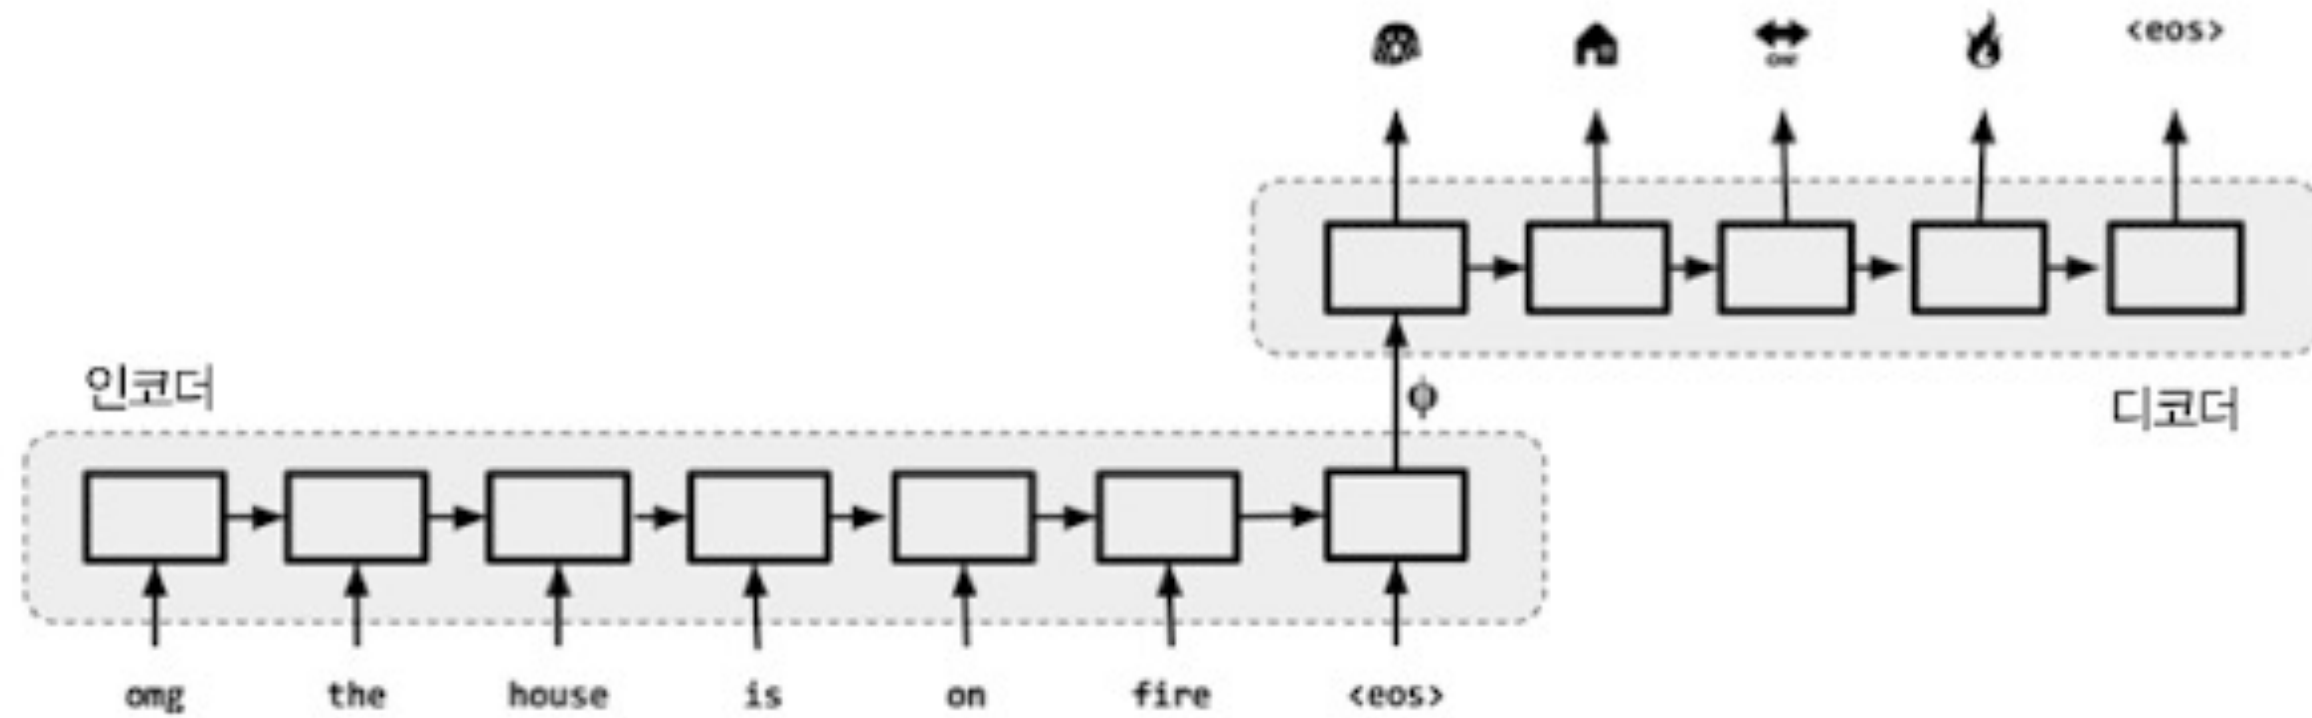 <eos>
인코더
φ
디코더
omg the house is on fire <eos>